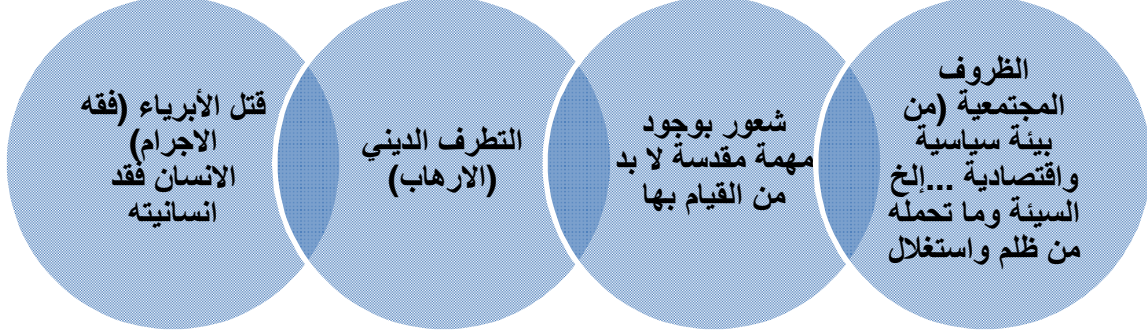 الظروف
المجتمعية (من
بيئة سياسية
واقتصادية ...إلخ
السيئة وما تحمله
من ظلم واستغلال
شعور بوجود
مهمة مقدسة لا بد
من القيام بها
التطرف الديني
(الارهاب)
قتل الأبرياء (فقه
الاجرام)
الانسان فقد
انسانيته